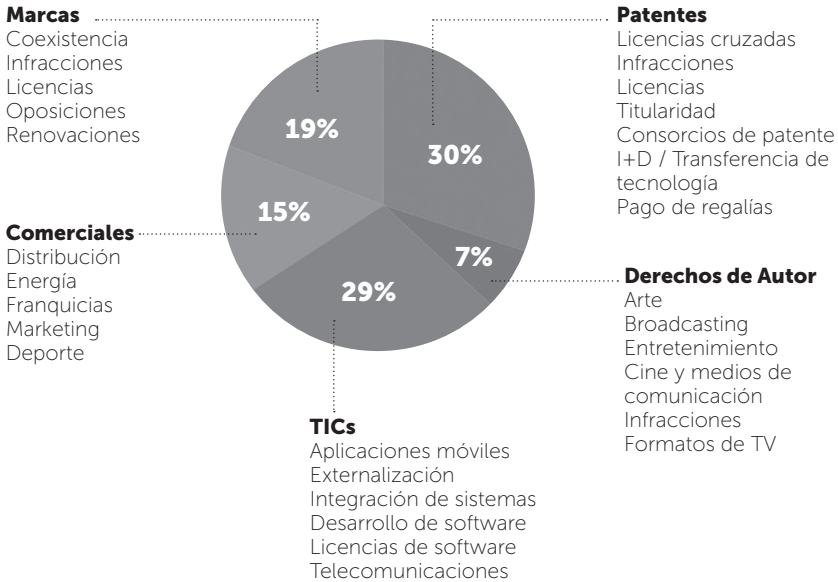 Marcas
Coexistencia
Infracciones
Licencias
Oposiciones
Renovaciones
Patentes
Licencias cruzadas
Infracciones
Licencias
Titularidad
Consorcios de patente
I+D / Transferencia de
tecnología
Pago de regalías
19%
30%
15%
7%
29%
Comerciales
Distribución
Energía
Franquicias
Marketing
Deporte
Derechos de Autor
Arte
Broadcasting
Entretenimiento
Cine y medios de
comunicación
Infracciones
Formatos de TV
TICs
Aplicaciones móviles
Externalización
Integración de sistemas
Desarrollo de software
Licencias de software
Telecomunicaciones